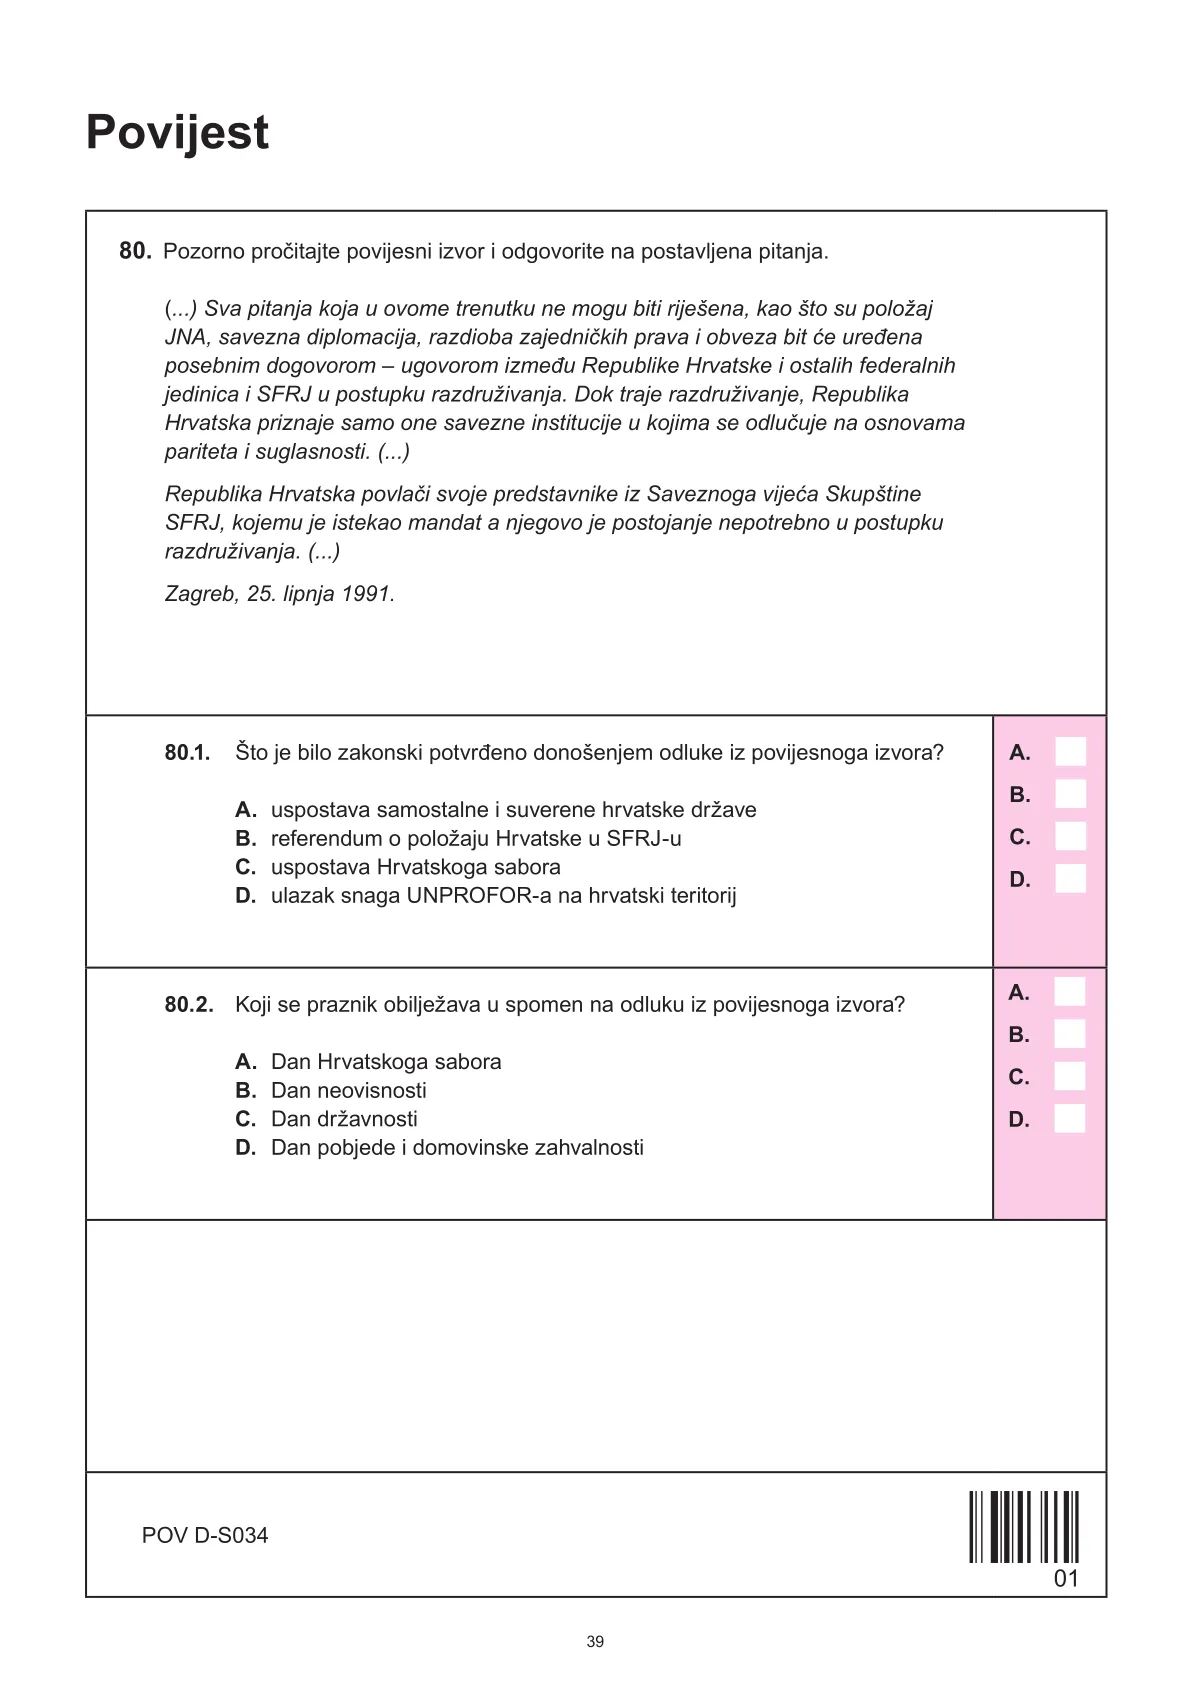 Povijest
80. Pozorno pročitajte povijesni izvor i odgovorite na postavljena pitanja.
(...) Sva pitanja koja u ovome trenutku ne mogu biti riješena, kao što su položaj
JNA, savezna diplomacija, razdioba zajedničkih prava i obveza bit će uređena
posebnim dogovorom – ugovorom između Republike Hrvatske i ostalih federalnih
jedinica i SFRJ u postupku razdruživanja. Dok traje razdruživanje, Republika
Hrvatska priznaje samo one savezne institucije u kojima se odlučuje na osnovama
pariteta i suglasnosti. (...)
Republika Hrvatska povlači svoje predstavnike iz Saveznoga vijeća Skupštine
SFRJ, kojemu je istekao mandat a njegovo je postojanje nepotrebno u postupku
razdruživanja. (...)
Zagreb, 25. lipnja 1991.
80.1. Što je bilo zakonski potvrđeno donošenjem odluke iz povijesnoga izvora?
A. uspostava samostalne i suverene hrvatske države
B. referendum o položaju Hrvatske u SFRJ-u
C. uspostava Hrvatskoga sabora
D. ulazak snaga UNPROFOR-a na hrvatski teritorij
A.
B.
C.
D.
80.2. Koji se praznik obilježava u spomen na odluku iz povijesnoga izvora?
A. Dan Hrvatskoga sabora
B. Dan neovisnosti
C. Dan državnosti
D. Dan pobjede i domovinske zahvalnosti
A.
B.
C.
D.
POV D-S034
01
39